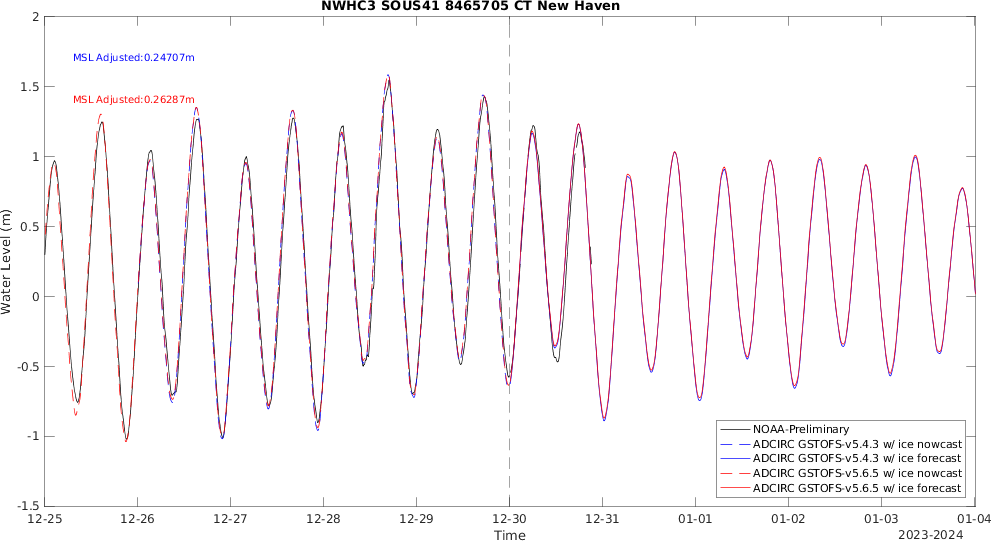 NWHC3 SOUS41 8465705 CT New Haven
MSL Adjusted:0.24707m
MSL Adjusted:0.26287m
Water Level (m)
2
1.5
1
0.5
0
-0.5
-1
-1.5
NOAA-Preliminary
ADCIRC GSTOFS-v5.4.3 w/ ice nowcast
ADCIRC GSTOFS-v5.4.3 w/ ice forecast
ADCIRC GSTOFS-v5.6.5 w/ ice nowcast
ADCIRC GSTOFS-v5.6.5 w/ ice forecast
12-25 12-26 12-27 12-28 12-29 12-30 12-31 01-01 01-02 01-03 01-04
Time
2023-2024